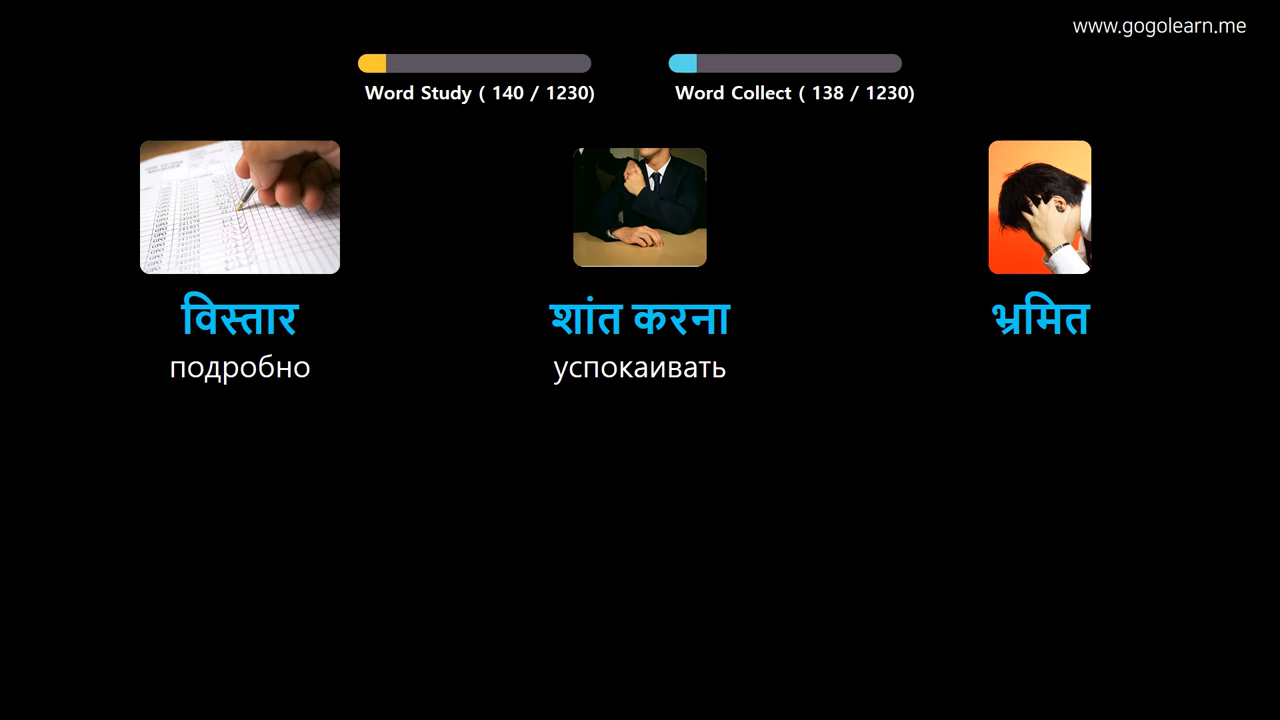 www.gogolearn.me
Word Study ( 140 / 1230)
Word Collect ( 138 / 1230)
विस्तार
शांत करना
भ्रमित
подробно
успокаивать